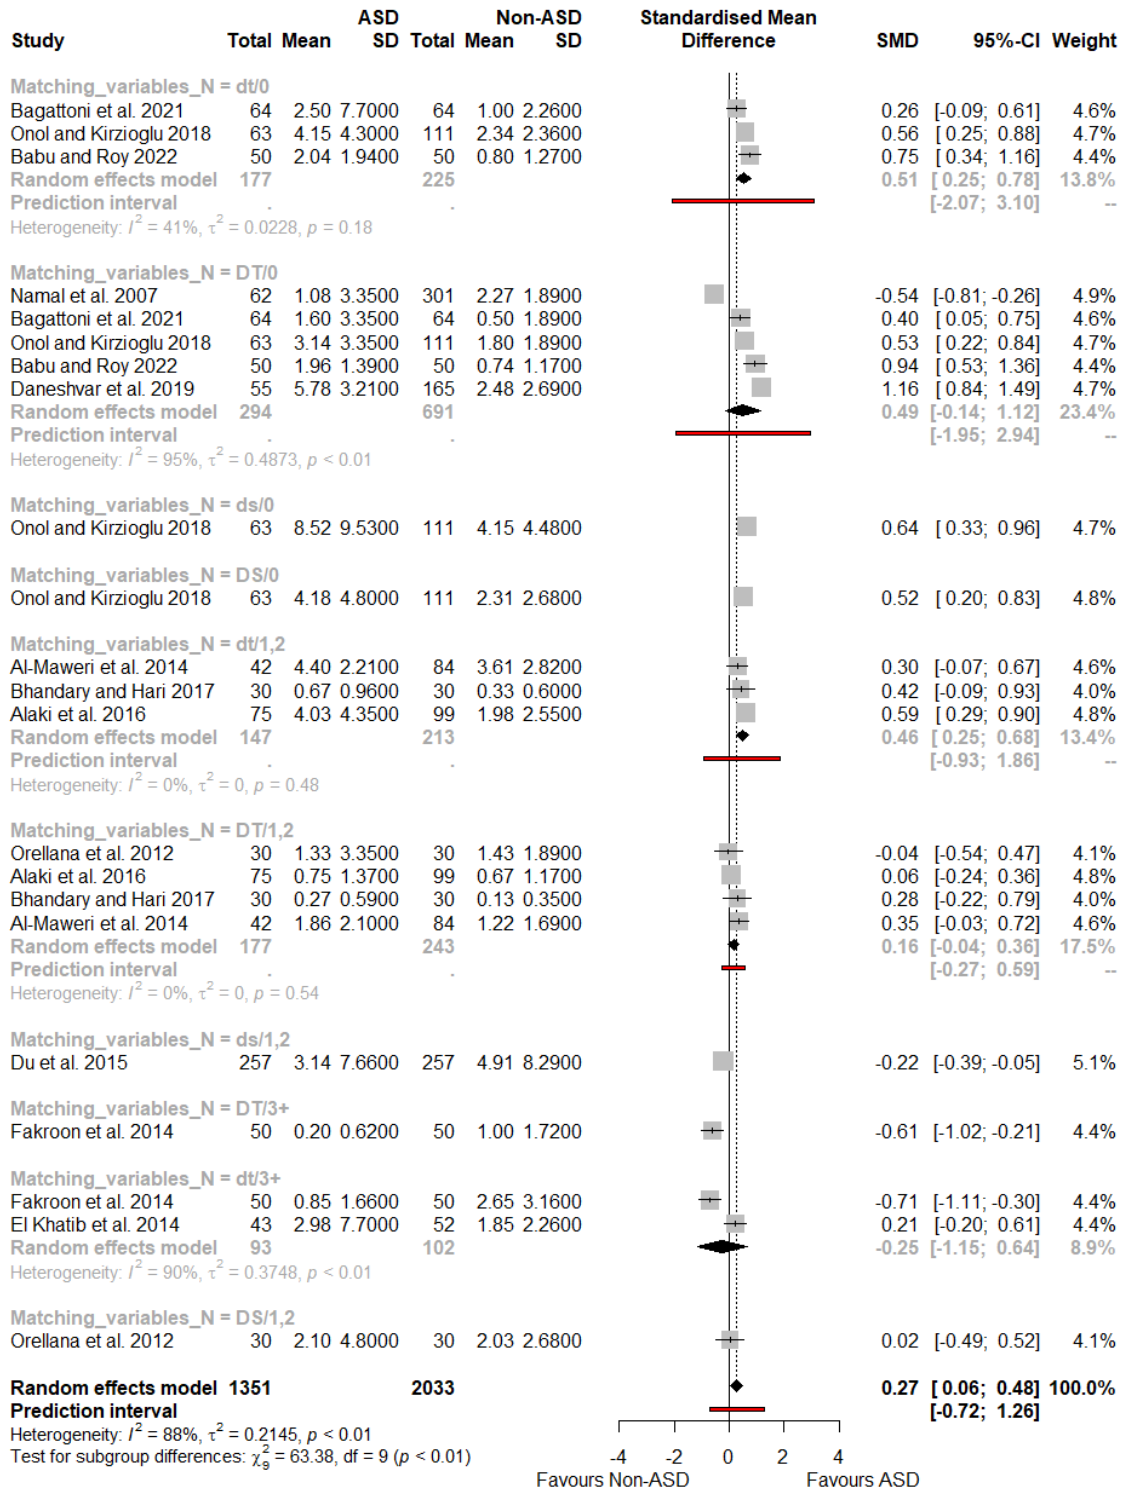 ASD Non-ASD Standardised Mean
Study Total Mean SD Total Mean SD Difference SMD 95%-CI Weight
Matching_variables_N = dt/0
Bagattoni et al. 2021 64 2.50 7.7000 64 1.00 2.2600 0.26 [-0.09; 0.61] 4.6%
Onol and Kirzioglu 2018 63 4.15 4.3000 111 2.34 2.3600 0.56 [ 0.25; 0.88] 4.7%
Babu and Roy 2022 50 2.04 1.9400 50 0.80 1.2700 0.75 [ 0.34; 1.16] 4.4%
Random effects model 177 225 0.51 [ 0.25; 0.78] 13.8%
Prediction interval . . [-2.07; 3.10] --
Heterogeneity: I² = 41%, τ² = 0.0228, p = 0.18
Matching_variables_N = DT/0
Namal et al. 2007 62 1.08 3.3500 301 2.27 1.8900 -0.54 [-0.81; -0.26] 4.9%
Bagattoni et al. 2021 64 1.60 3.3500 64 0.50 1.8900 0.40 [ 0.05; 0.75] 4.6%
Onol and Kirzioglu 2018 63 3.14 3.3500 111 1.80 1.8900 0.53 [ 0.22; 0.84] 4.7%
Babu and Roy 2022 50 1.96 1.3900 50 0.74 1.1700 0.94 [ 0.53; 1.36] 4.4%
Daneshvar et al. 2019 55 5.78 3.2100 165 2.48 2.6900 1.16 [ 0.84; 1.49] 4.7%
Random effects model 294 691 0.49 [-0.14; 1.12] 23.4%
Prediction interval . . [-1.95; 2.94] --
Heterogeneity: I² = 95%, τ² = 0.4873, p < 0.01
Matching_variables_N = ds/0
Onol and Kirzioglu 2018 63 8.52 9.5300 111 4.15 4.4800 0.64 [ 0.33; 0.96] 4.7%
Matching_variables_N = DS/0
Onol and Kirzioglu 2018 63 4.18 4.8000 111 2.31 2.6800 0.52 [ 0.20; 0.83] 4.8%
Matching_variables_N = dt/1,2
Al-Maweri et al. 2014 42 4.40 2.2100 84 3.61 2.8200 0.30 [-0.07; 0.67] 4.6%
Bhandary and Hari 2017 30 0.67 0.9600 30 0.33 0.6000 0.42 [-0.09; 0.93] 4.0%
Alaki et al. 2016 75 4.03 4.3500 99 1.98 2.5500 0.59 [ 0.29; 0.90] 4.8%
Random effects model 147 213 0.46 [ 0.25; 0.68] 13.4%
Prediction interval . . [-0.93; 1.86] --
Heterogeneity: I² = 0%, τ² = 0, p = 0.48
Matching_variables_N = DT/1,2
Orellana et al. 2012 30 1.33 3.3500 30 1.43 1.8900 -0.04 [-0.54; 0.47] 4.1%
Alaki et al. 2016 75 0.75 1.3700 99 0.67 1.1700 0.06 [-0.24; 0.36] 4.8%
Bhandary and Hari 2017 30 0.27 0.5900 30 0.13 0.3500 0.28 [-0.22; 0.79] 4.0%
Al-Maweri et al. 2014 42 1.86 2.1000 84 1.22 1.6900 0.35 [-0.03; 0.72] 4.6%
Random effects model 177 243 0.16 [-0.04; 0.36] 17.5%
Prediction interval . . [-0.27; 0.59] --
Heterogeneity: I² = 0%, τ² = 0, p = 0.54
Matching_variables_N = ds/1,2
Du et al. 2015 257 3.14 7.6600 257 4.91 8.2900 -0.22 [-0.39; -0.05] 5.1%
Matching_variables_N = DT/3+
Fakroon et al. 2014 50 0.20 0.6200 50 1.00 1.7200 -0.61 [-1.02; -0.21] 4.4%
Matching_variables_N = dt/3+
Fakroon et al. 2014 50 0.85 1.6600 50 2.65 3.1600 -0.71 [-1.11; -0.30] 4.4%
El Khatib et al. 2014 43 2.98 7.7000 52 1.85 2.2600 0.21 [-0.20; 0.61] 4.4%
Random effects model 93 102 -0.25 [-1.15; 0.64] 8.9%
Heterogeneity: I² = 90%, τ² = 0.3748, p < 0.01
Matching_variables_N = DS/1,2
Orellana et al. 2012 30 2.10 4.8000 30 2.03 2.6800 0.02 [-0.49; 0.52] 4.1%
Random effects model 1351 2033 0.27 [ 0.06; 0.48] 100.0%
Prediction interval [-0.72; 1.26]
Heterogeneity: I² = 88%, τ² = 0.2145, p < 0.01
Test for subgroup differences: χ²₉ = 63.38, df = 9 (p < 0.01)
-4 -2 0 2 4
Favours Non-ASD Favours ASD